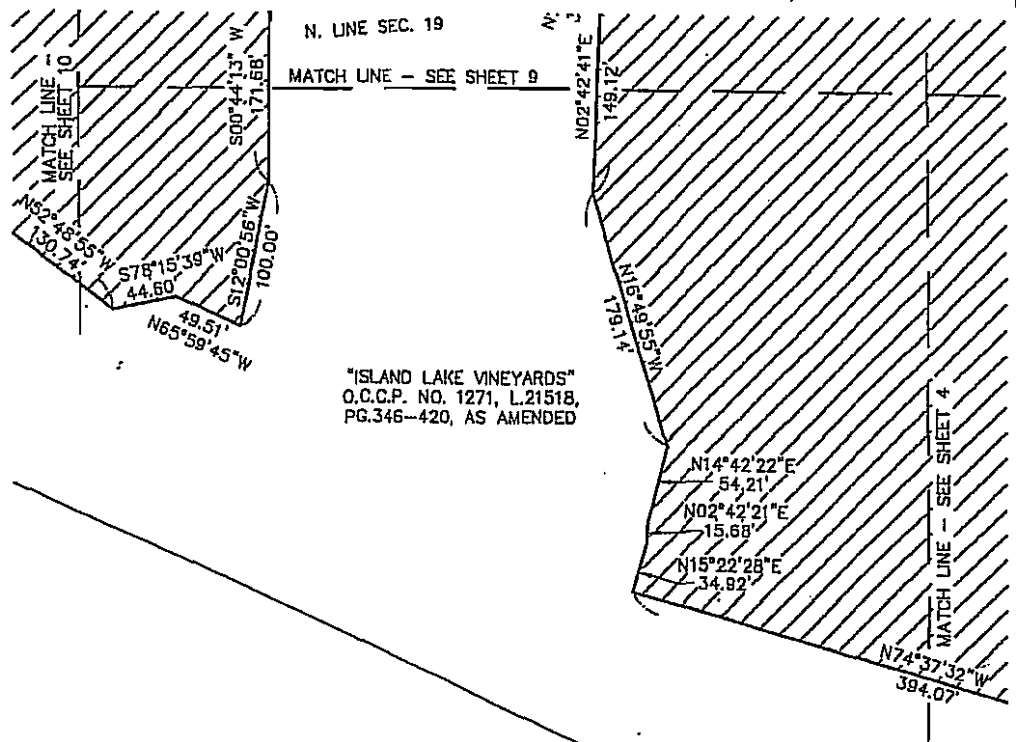 N. LINE SEC. 19
MATCH LINE - SEE SHEET 9
MATCH LINE -
SEE SHEET 10
S00°44'13" W
171.68'
N02°42'41"E
149.12'
N52°48'55"W
130.74'
S78°15'39"W
44.60'
S12°00'56"W
100.00'
49.51'
N65°59'45"W
N16°49'55"W
179.14'
"ISLAND LAKE VINEYARDS"
O.C.C.P. NO. 1271, L.21518,
PG.346-420, AS AMENDED
N14°42'22"E
54.21'
N02°42'21"E
15.68'
N15°22'28"E
34.92'
MATCH LINE - SEE SHEET 4
N74°37'32"W
394.07'